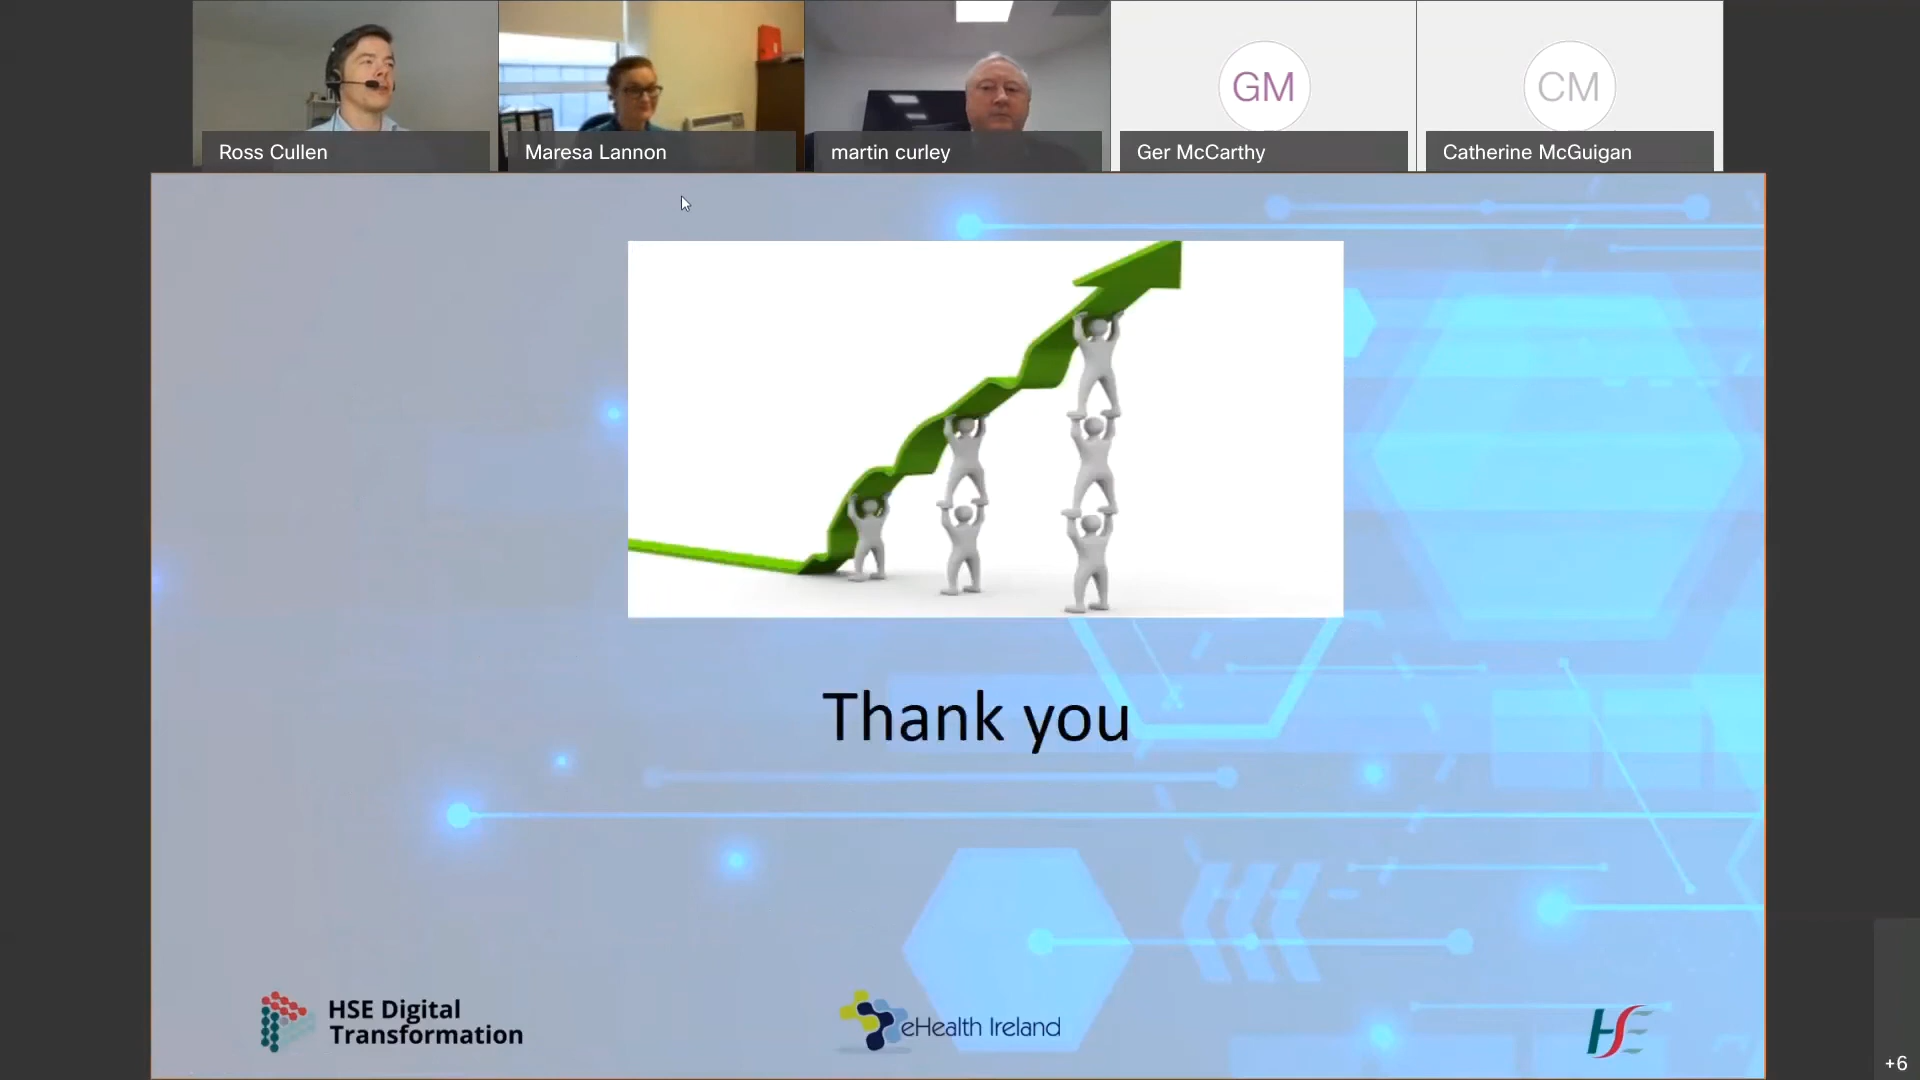 GM
CM
Ross Cullen
Maresa Lannon
martin curley
Ger McCarthy
Catherine McGuigan
Thank you
HSE Digital
Transformation
eHealth Ireland
HSE
+6